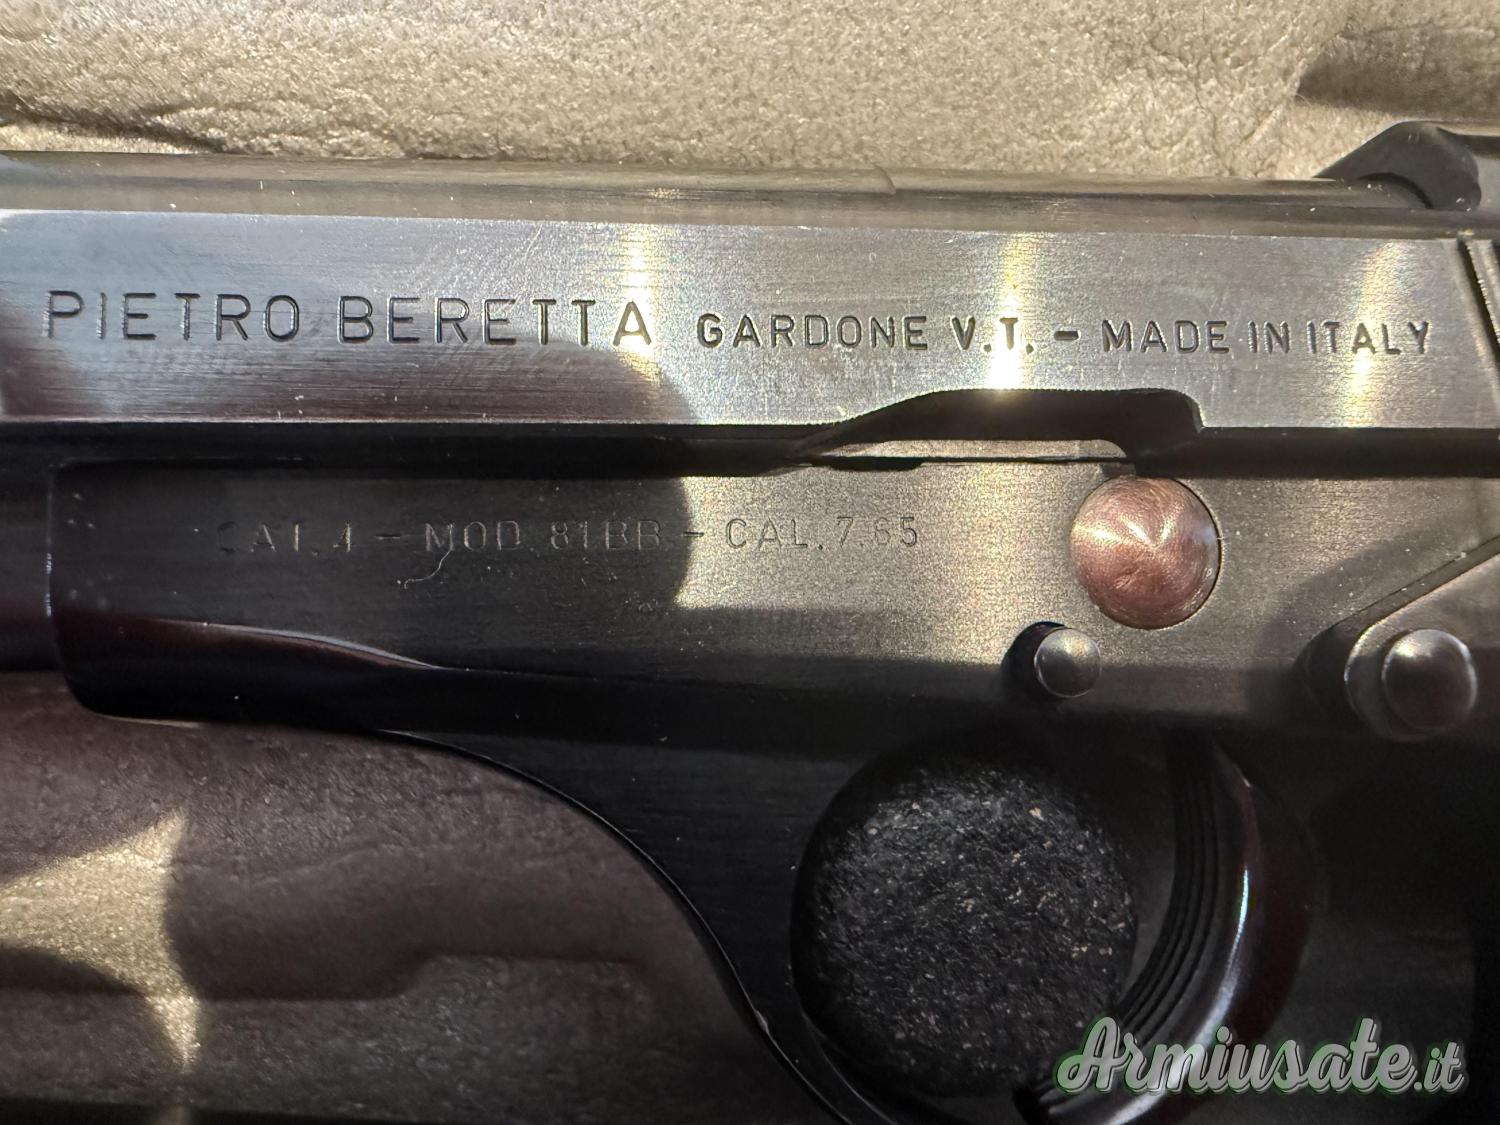 PIETRO BERETTA GARDONE V.T. - MADE IN ITALY
CAT. 4 - MOD 81BB - CAL. 7.65
Armiusate.it